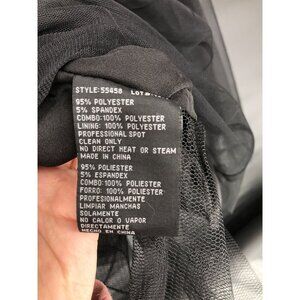 STYLE:55458 LOT#
95% POLYESTER
5% SPANDEX
COMBO:100% POLYESTER
LINING: 100% POLYESTER
PROFESSIONAL SPOT
CLEAN ONLY
NO DIRECT HEAT OR STEAM
MADE IN CHINA
95% POLIESTER
5% ESPANDEX
COMBO:100% POLIESTER
FORRO: 100% POLIESTER
PROFESIONALMENTE
LIMPIAR MANCHAS
SOLAMENTE
NO CALOR O VAPOR
DIRECTAMENTE
HECHO EN CHINA